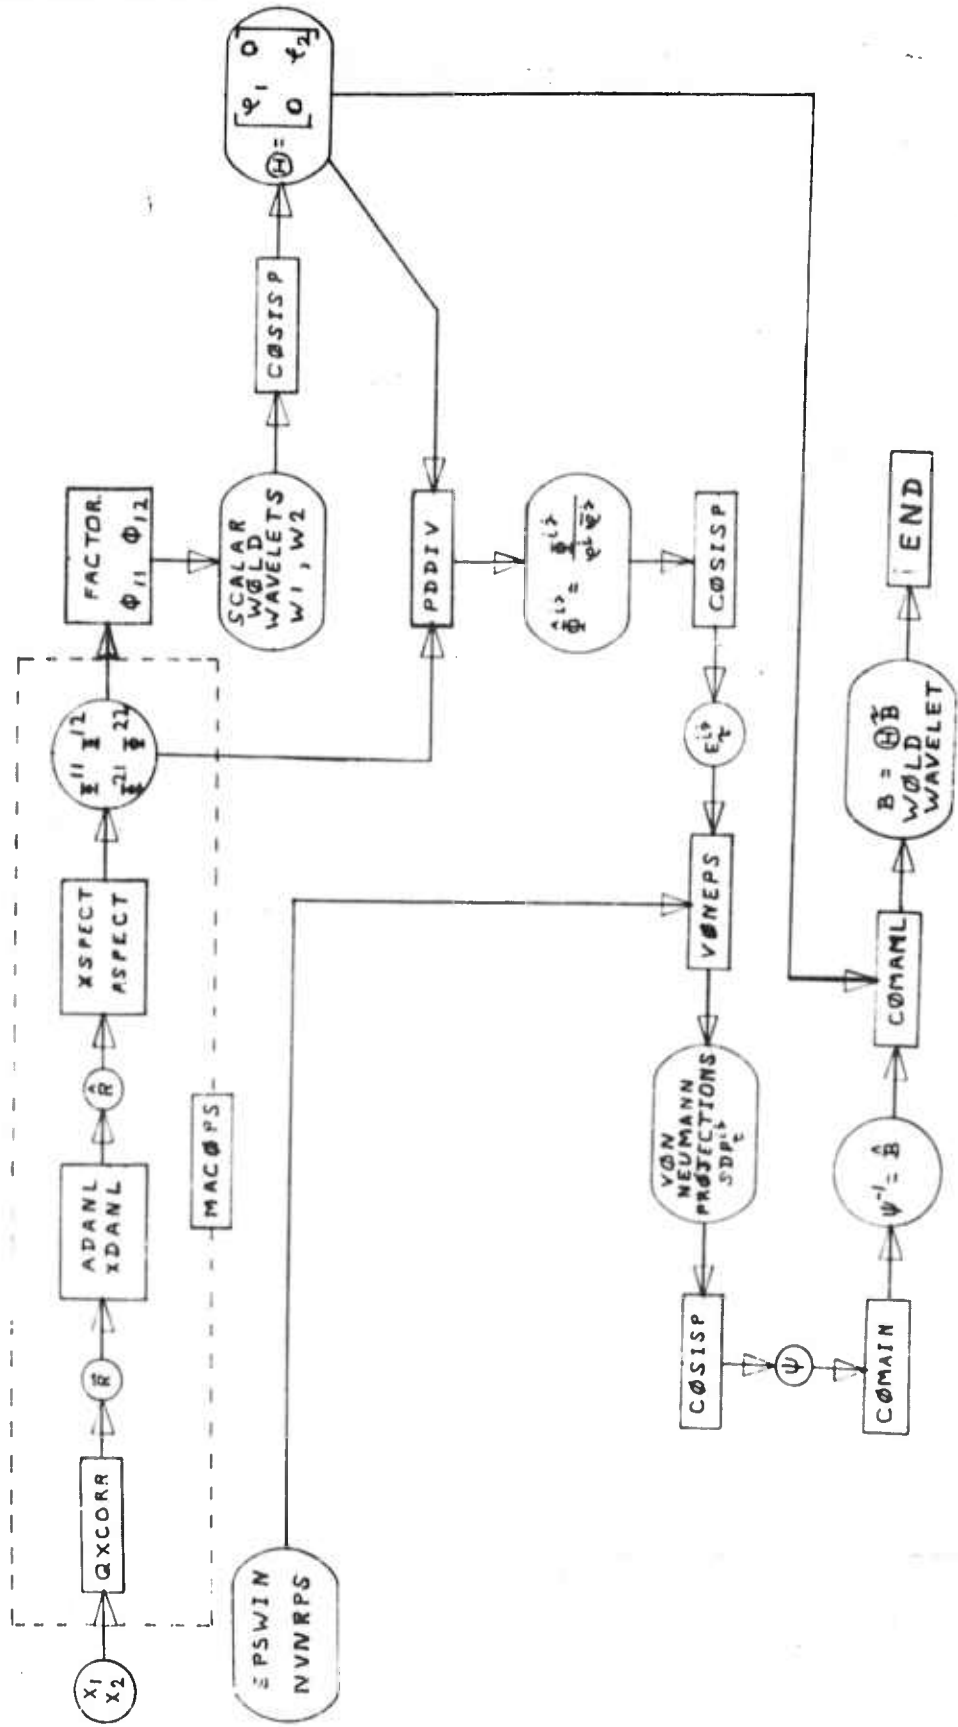 X1
X2
QXCORR
R̄
ADANL
XDANL
R̂
XSPECT
ASPECT
Φ¹¹ Φ¹²
Φ²¹ Φ²²
MACØPS
FACTOR
Φ11 Φ12
SCALAR
WØLD
WAVELETS
W1, W2
CØSISP
Ⓗ = [φ1 0
0 φ2]
PDDIV
CØSISP
PSWIN
NVNRPS
VØNEPS
VØN
NEUMANN
PRØJECTIONS
CØSISP
Ψ
CØMAIN
Ψ⁻¹ = B̂
CØMAML
B = ⒽB̂
WØLD
WAVELET
END